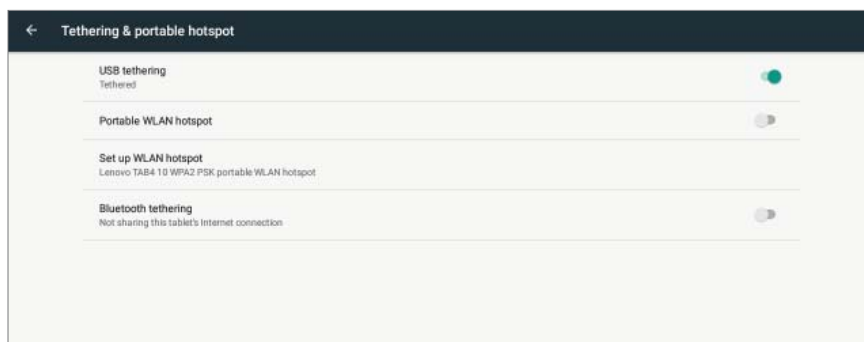 Tethering & portable hotspot
USB tethering
Tethered
Portable WLAN hotspot
Set up WLAN hotspot
Lenovo TAB4 10 WPA2 PSK portable WLAN hotspot
Bluetooth tethering
Not sharing this tablet's Internet connection